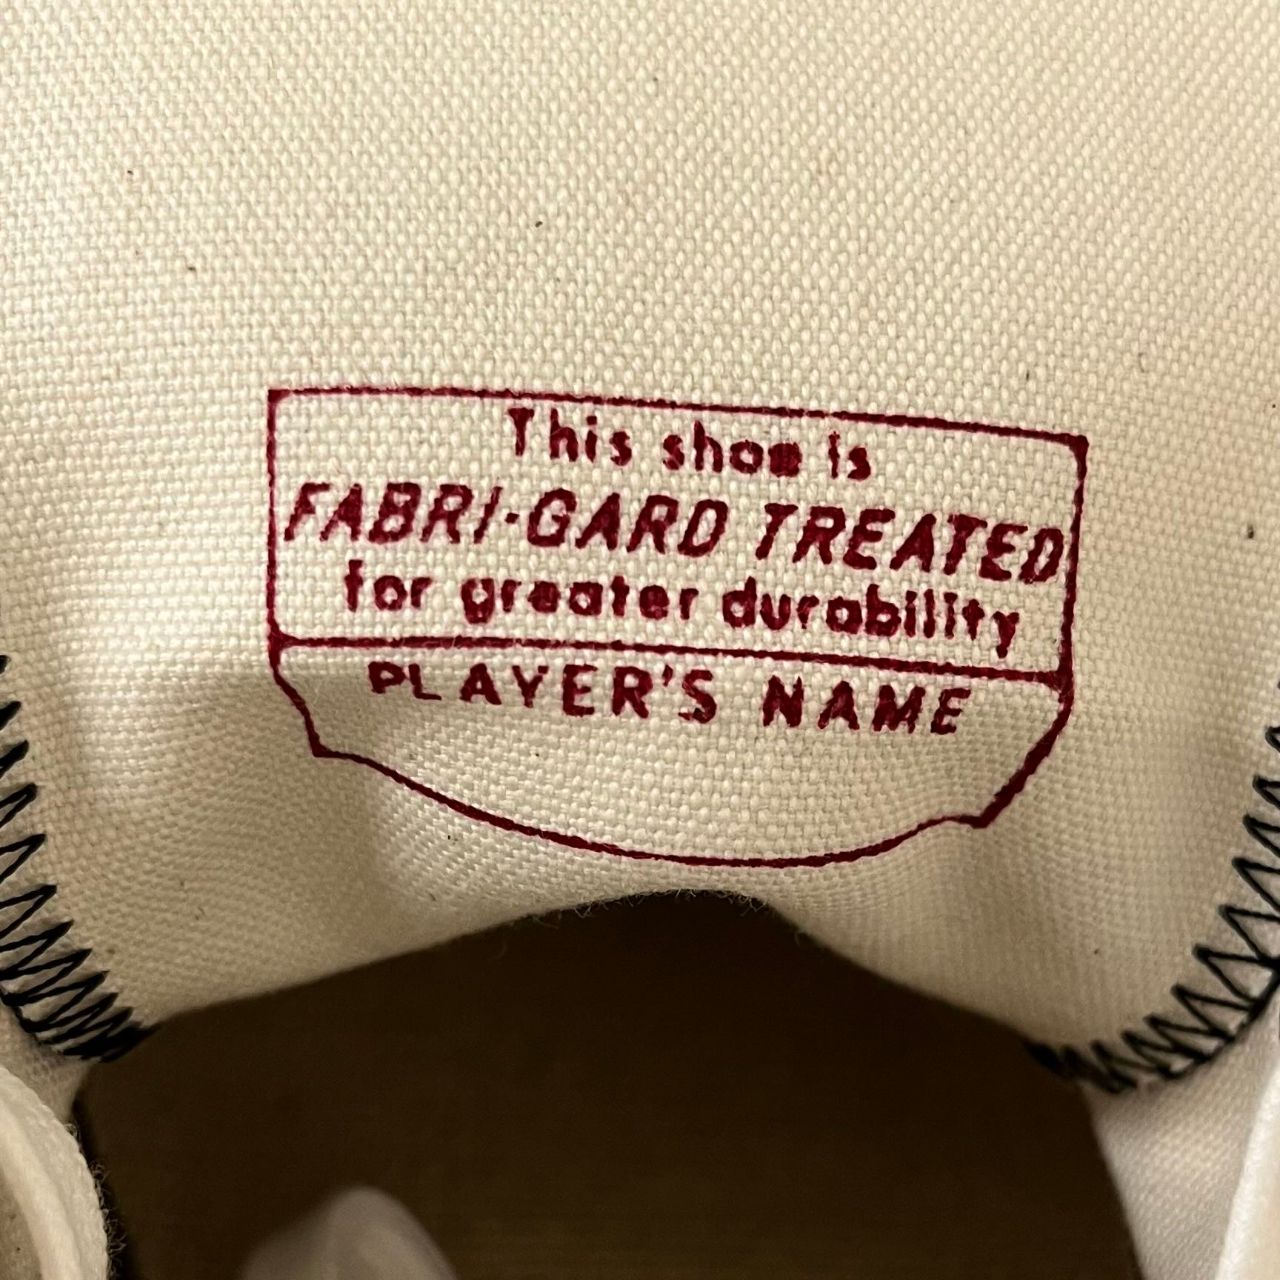 This shoe is
FABRI-GARD TREATED
for greater durability
PLAYER'S NAME